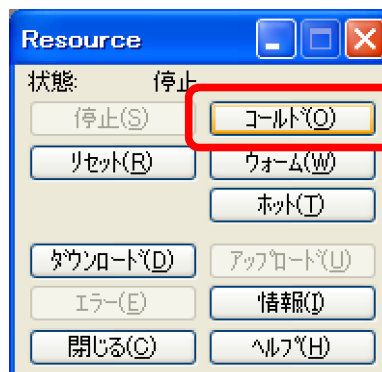 Resource
状態: 停止
停止(S) ｺｰﾙﾄﾞ(O)
ﾘｾｯﾄ(R) ｳｫｰﾑ(W)
ﾎｯﾄ(T)
ﾀﾞｳﾝﾛｰﾄﾞ(D) ｱｯﾌﾟﾛｰﾄﾞ(U)
ｴﾗｰ(E) 情報(I)
閉じる(C) ﾍﾙﾌﾟ(H)